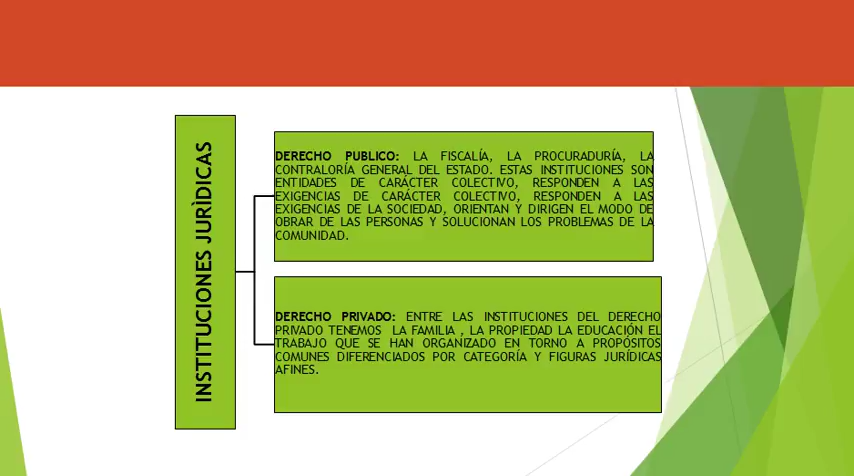 INSTITUCIONES JURÌDICAS
DERECHO PUBLICO: LA FISCALÍA, LA PROCURADURÍA, LA
CONTRALORÍA GENERAL DEL ESTADO. ESTAS INSTITUCIONES SON
ENTIDADES DE CARÁCTER COLECTIVO, RESPONDEN A LAS
EXIGENCIAS DE CARÁCTER COLECTIVO, RESPONDEN A LAS
EXIGENCIAS DE LA SOCIEDAD, ORIENTAN Y DIRIGEN EL MODO DE
OBRAR DE LAS PERSONAS Y SOLUCIONAN LOS PROBLEMAS DE LA
COMUNIDAD.
DERECHO PRIVADO: ENTRE LAS INSTITUCIONES DEL DERECHO
PRIVADO TENEMOS LA FAMILIA , LA PROPIEDAD LA EDUCACIÓN EL
TRABAJO QUE SE HAN ORGANIZADO EN TORNO A PROPÓSITOS
COMUNES DIFERENCIADOS POR CATEGORÍA Y FIGURAS JURÍDICAS
AFINES.